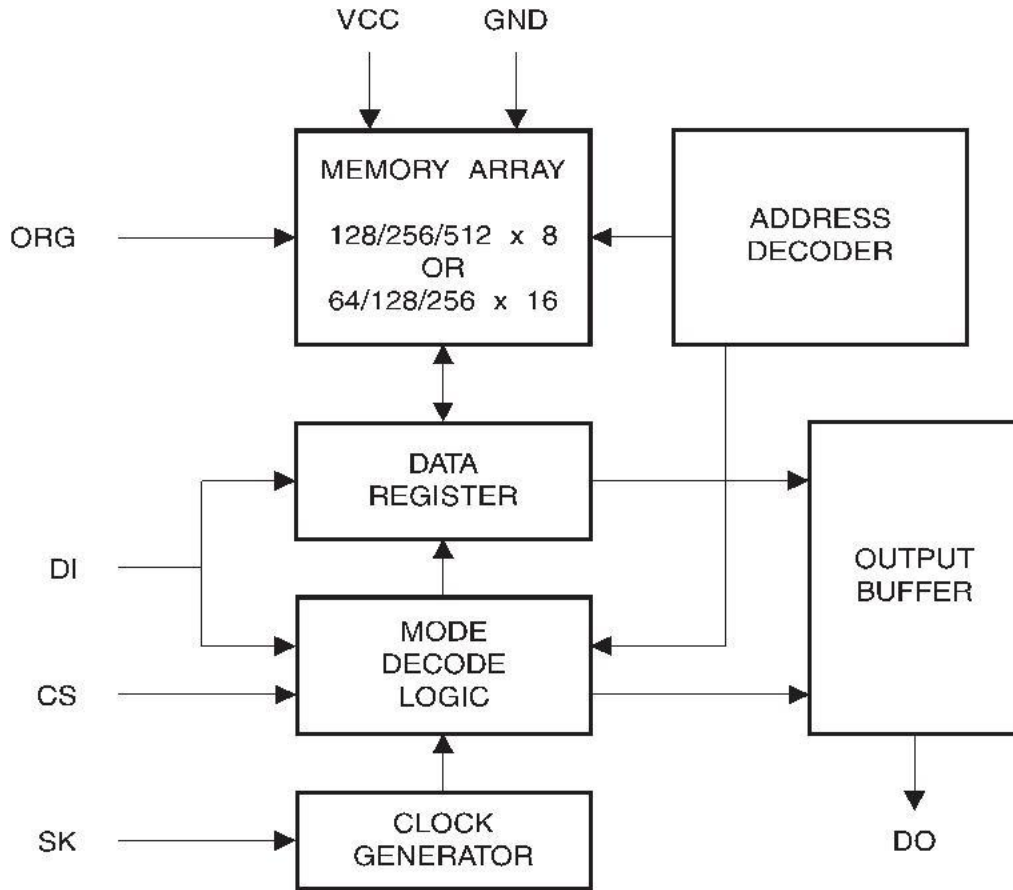 VCC
GND
MEMORY ARRAY
128/256/512 x 8
OR
64/128/256 x 16
ADDRESS
DECODER
ORG
DATA
REGISTER
DI
OUTPUT
BUFFER
MODE
DECODE
LOGIC
CS
CLOCK
GENERATOR
SK
DO